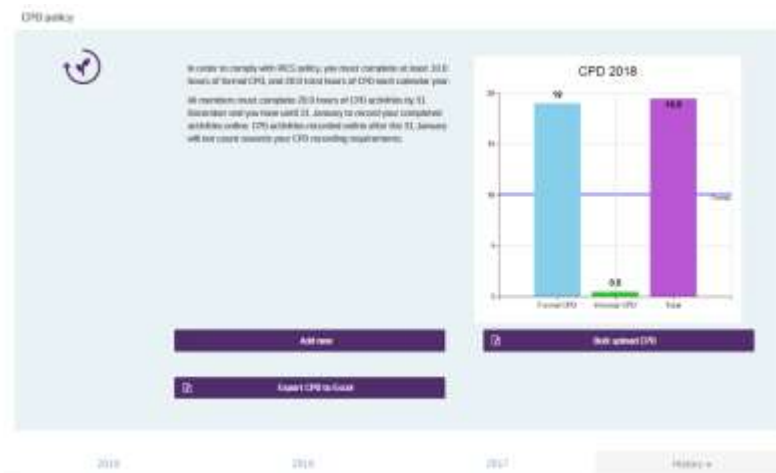 CPD policy
In order to comply with RICS policy, you must complete at least 10.0
hours of formal CPD, and 20.0 total hours of CPD each calendar year.
All members must complete 20.0 hours of CPD activities by 31
December and you have until 31 January to record your completed
activities online. CPD activities recorded online after the 31 January
will not count towards your CPD recording requirements.
CPD 2018
20
19
15
10
5
0
Formal CPD
Informal CPD
Total
Add new
Bulk upload CPD
Export CPD to Excel
2019
2018
2017
History